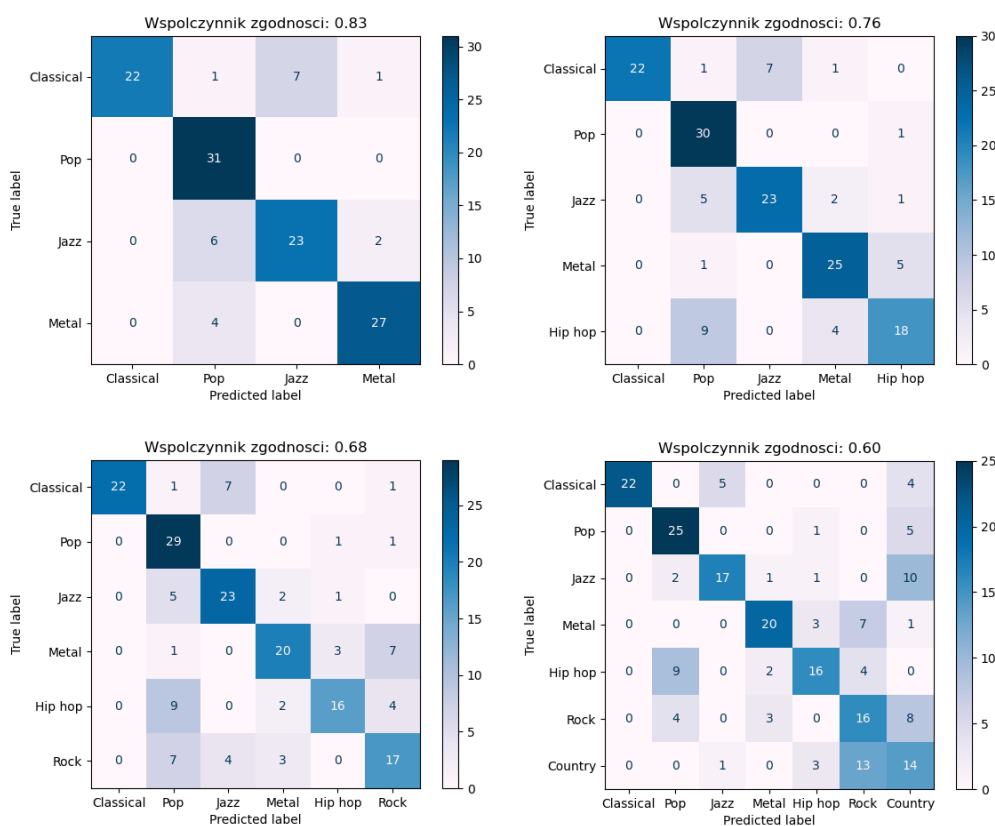 Wspolczynnik zgodnosci: 0.83
30
Classical 22 1 7 1
25
Pop 0 31 0 0
20
15
Jazz 0 6 23 2
10
5
Metal 0 4 0 27
0
Classical Pop Jazz Metal
Predicted label
True label
Wspolczynnik zgodnosci: 0.76
30
Classical 22 1 7 1 0
25
Pop 0 30 0 0 1
20
Jazz 0 5 23 2 1
15
10
Metal 0 1 0 25 5
5
Hip hop 0 9 0 4 18
0
Classical Pop Jazz Metal Hip hop
Predicted label
True label
Wspolczynnik zgodnosci: 0.68
Classical 22 1 7 0 0 1
25
Pop 0 29 0 0 1 1
20
Jazz 0 5 23 2 1 0
15
Metal 0 1 0 20 3 7
10
Hip hop 0 9 0 2 16 4
5
Rock 0 7 4 3 0 17
0
Classical Pop Jazz Metal Hip hop Rock
Predicted label
True label
Wspolczynnik zgodnosci: 0.60
25
Classical 22 0 5 0 0 0 4
Pop 0 25 0 0 1 0 5
20
Jazz 0 2 17 1 1 0 10
15
Metal 0 0 0 20 3 7 1
10
Hip hop 0 9 0 2 16 4 0
5
Rock 0 4 0 3 0 16 8
Country 0 0 1 0 3 13 14
0
Classical Pop Jazz Metal Hip hop Rock Country
Predicted label
True label